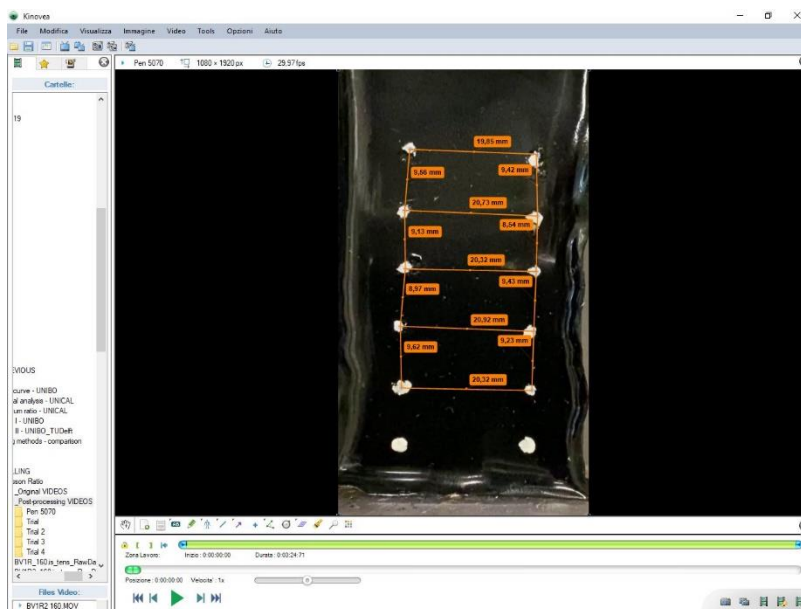 Kinovea
File Modifica Visualizza Immagine Video Tools Opzioni Aiuto
Pen 5070 1080 × 1920 px 29.97 fps
Cartelle:
19
EVIOUS
curve - UNIBO
al analysis - UNICAL
um ratio - UNICAL
I - UNIBO
II - UNIBO_TUDelft
g methods - comparison
LLING
sson Ratio
_Original VIDEOS
_Post-processing VIDEOS
Pen 5070
Trial
Trial 2
Trial 3
Trial 4
BV1R_160.is_tens_RawDa
Files Video:
BV1R2 160.MOV
19,85 mm
9,56 mm
9,42 mm
20,73 mm
8,54 mm
9,13 mm
20,32 mm
9,43 mm
8,97 mm
20,92 mm
9,23 mm
9,62 mm
20,32 mm
Zona Lavoro: Inizio : 0:00:00:00 Durata : 0:03:24:71
Posizione : 0:00:00:00 Velocita': 1x